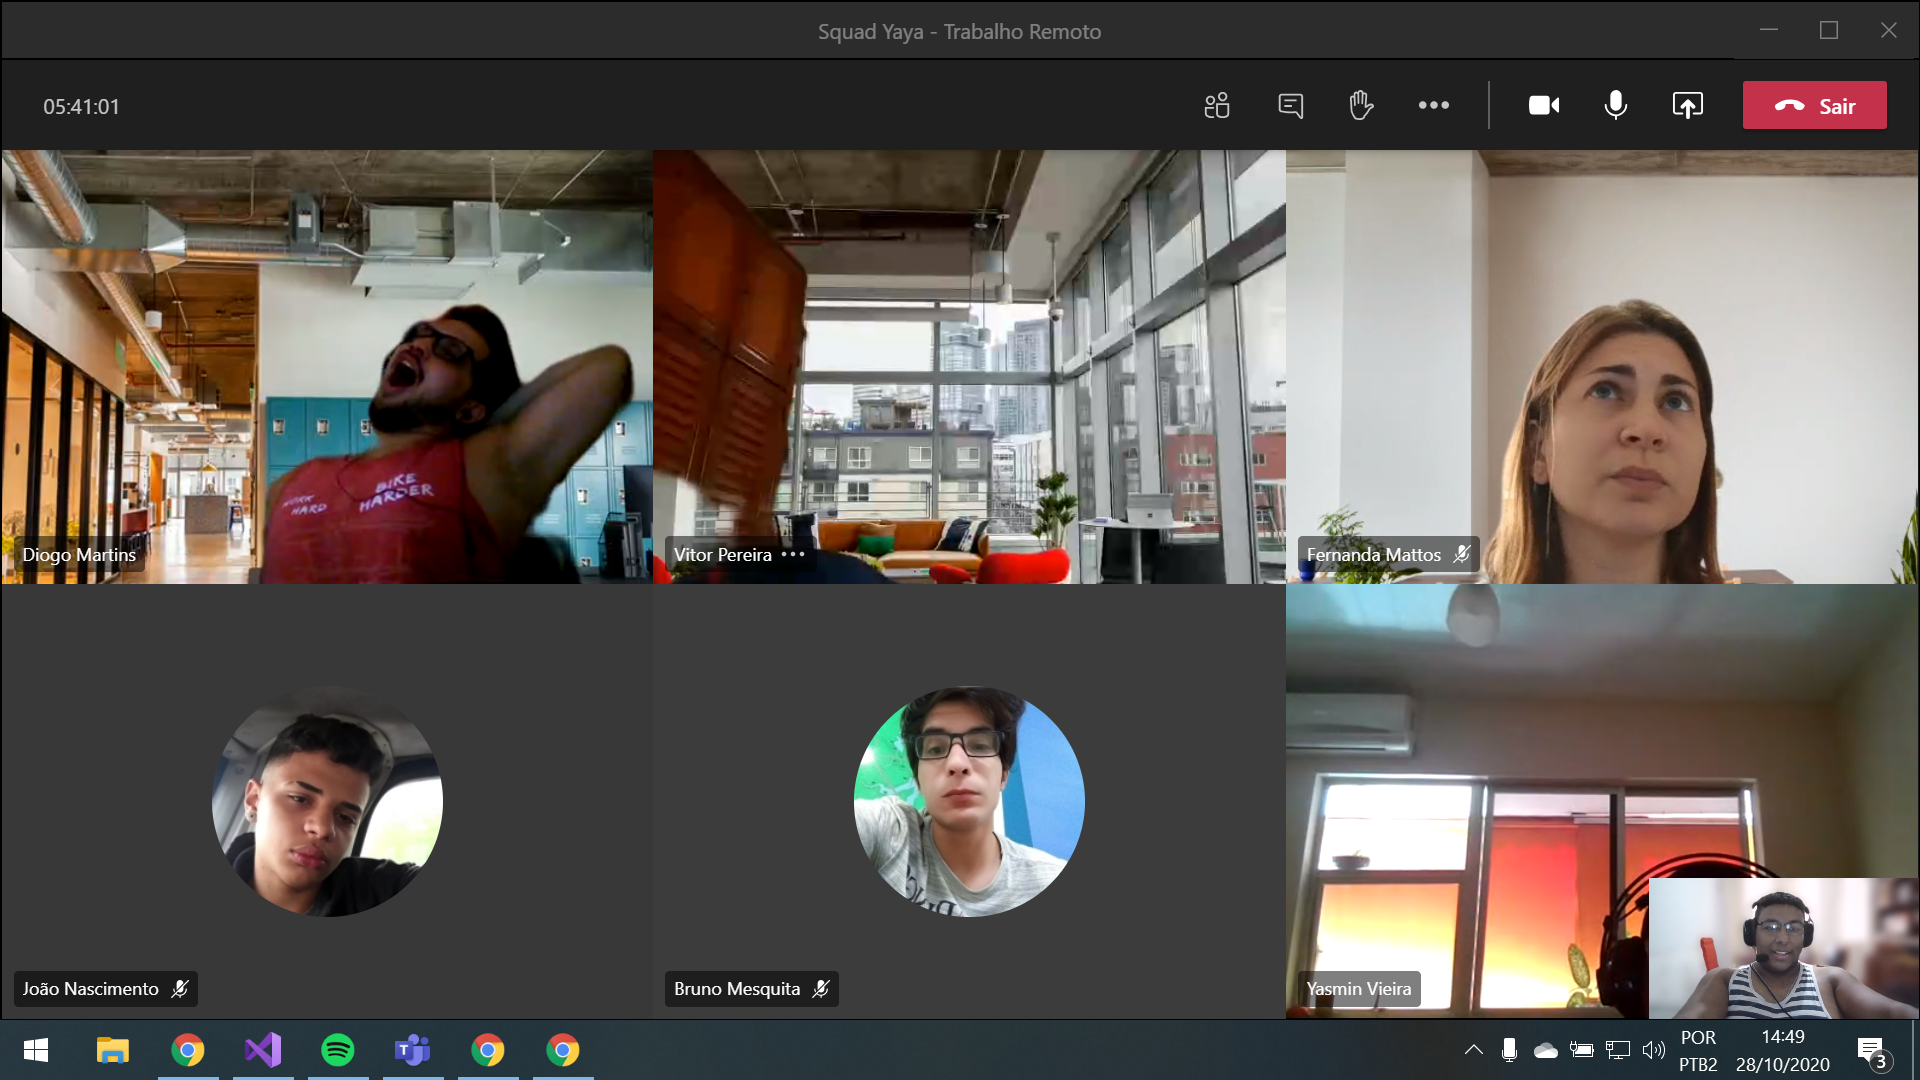 Squad Yaya - Trabalho Remoto
05:41:01
Sair
WORK
HARD
BIKE
HARDER
Diogo Martins
Vitor Pereira
Fernanda Mattos
João Nascimento
Bruno Mesquita
Yasmin Vieira
POR
PTB2
14:49
28/10/2020
3